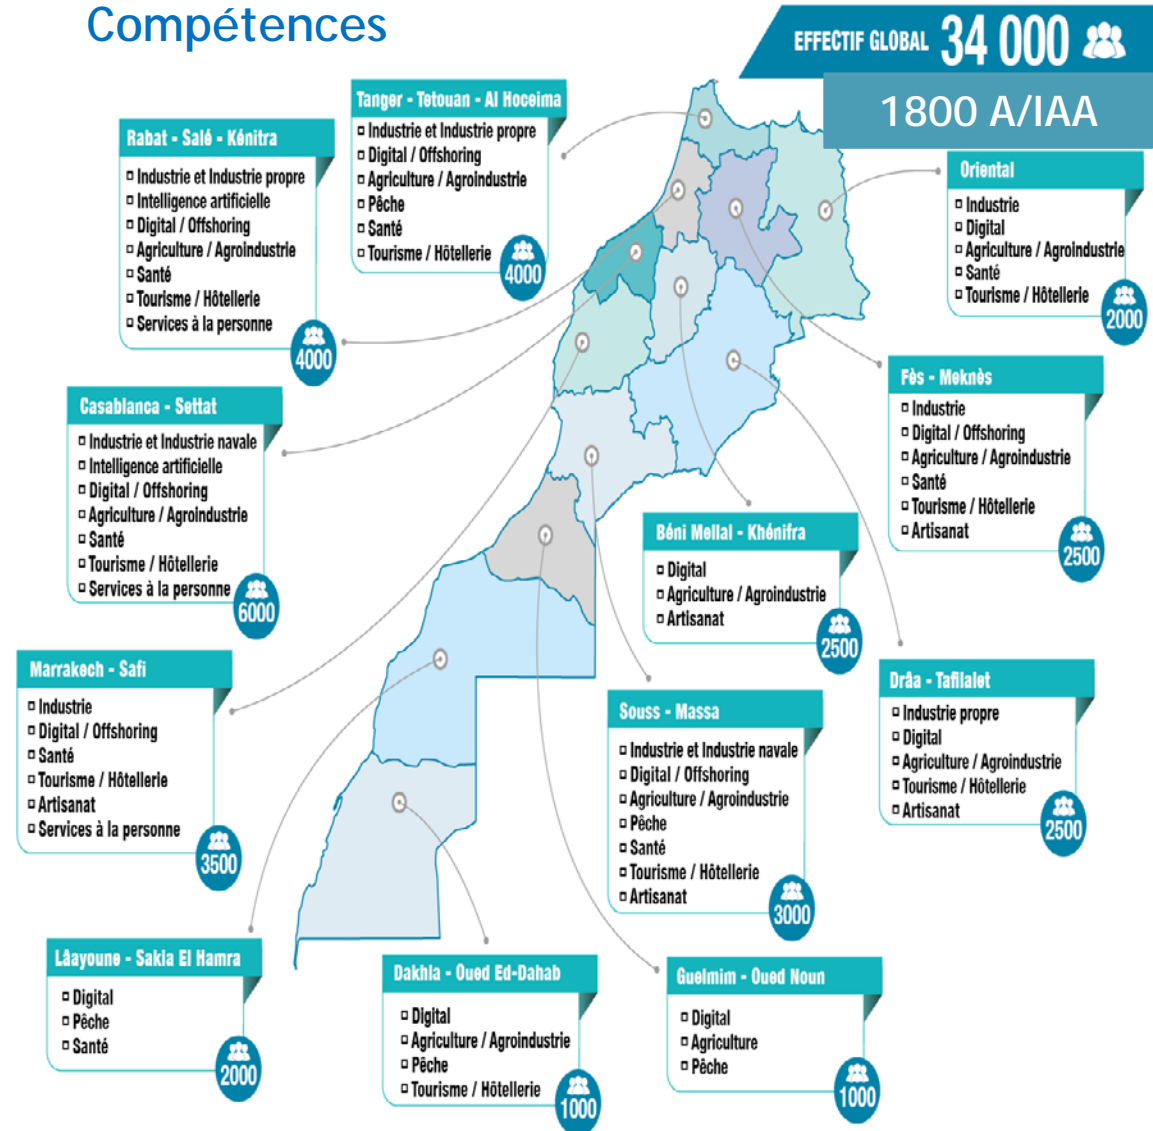 Compétences
EFFECTIF GLOBAL 34 000
1800 A/IAA
Tanger - Tetouan - Al Hoceima
Industrie et Industrie propre
Digital / Offshoring
Agriculture / Agroindustrie
Pêche
Santé
Tourisme / Hôtellerie
4000
Rabat - Salé - Kénitra
Industrie et Industrie propre
Intelligence artificielle
Digital / Offshoring
Agriculture / Agroindustrie
Santé
Tourisme / Hôtellerie
Services à la personne
4000
Oriental
Industrie
Digital
Agriculture / Agroindustrie
Santé
Tourisme / Hôtellerie
2000
Fès - Meknès
Industrie
Digital / Offshoring
Agriculture / Agroindustrie
Santé
Tourisme / Hôtellerie
Artisanat
2500
Casablanca - Settat
Industrie et Industrie navale
Intelligence artificielle
Digital / Offshoring
Agriculture / Agroindustrie
Santé
Tourisme / Hôtellerie
Services à la personne
6000
Béni Mellal - Khénifra
Digital
Agriculture / Agroindustrie
Artisanat
2500
Marrakech - Safi
Industrie
Digital / Offshoring
Santé
Tourisme / Hôtellerie
Artisanat
Services à la personne
3500
Drâa - Tafilalet
Industrie propre
Digital
Agriculture / Agroindustrie
Tourisme / Hôtellerie
Artisanat
2500
Souss - Massa
Industrie et Industrie navale
Digital / Offshoring
Agriculture / Agroindustrie
Pêche
Santé
Tourisme / Hôtellerie
Artisanat
3000
Lâayoune - Sakia El Hamra
Digital
Pêche
Santé
2000
Dakhla - Oued Ed-Dahab
Digital
Agriculture / Agroindustrie
Pêche
Tourisme / Hôtellerie
1000
Guelmim - Oued Noun
Digital
Agriculture
Pêche
1000